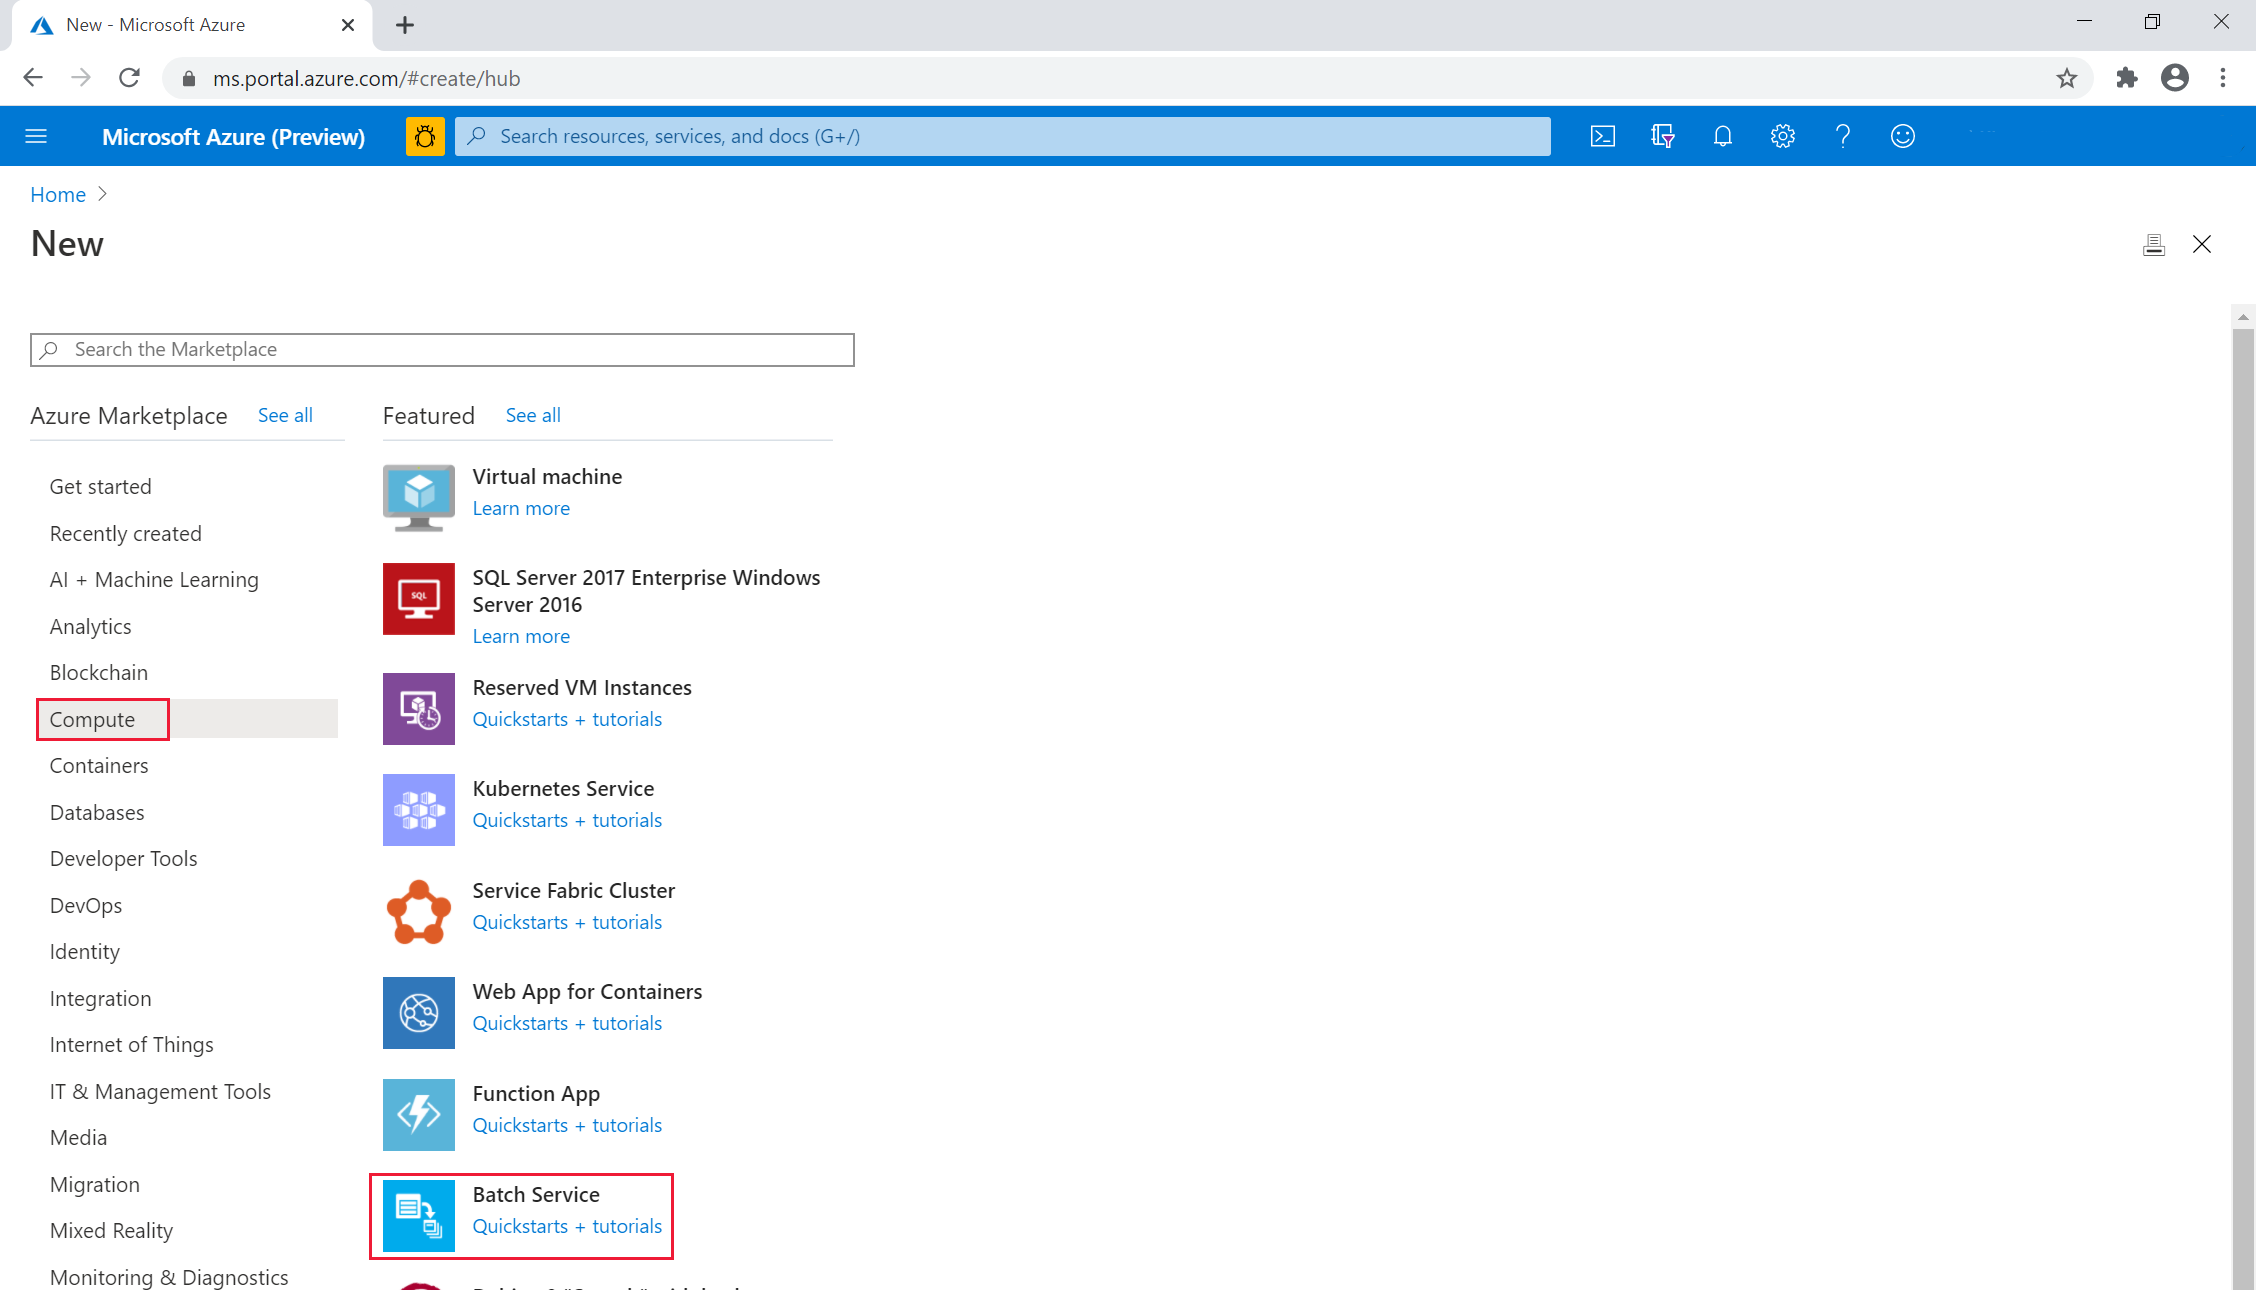 New - Microsoft Azure
ms.portal.azure.com/#create/hub
Microsoft Azure (Preview)
Search resources, services, and docs (G+/)
Home
New
Search the Marketplace
Azure Marketplace See all
Get started
Recently created
AI + Machine Learning
Analytics
Blockchain
Compute
Containers
Databases
Developer Tools
DevOps
Identity
Integration
Internet of Things
IT & Management Tools
Media
Migration
Mixed Reality
Monitoring & Diagnostics
Featured See all
Virtual machine
Learn more
SQL
SQL Server 2017 Enterprise Windows
Server 2016
Learn more
Reserved VM Instances
Quickstarts + tutorials
Kubernetes Service
Quickstarts + tutorials
Service Fabric Cluster
Quickstarts + tutorials
Web App for Containers
Quickstarts + tutorials
Function App
Quickstarts + tutorials
Batch Service
Quickstarts + tutorials